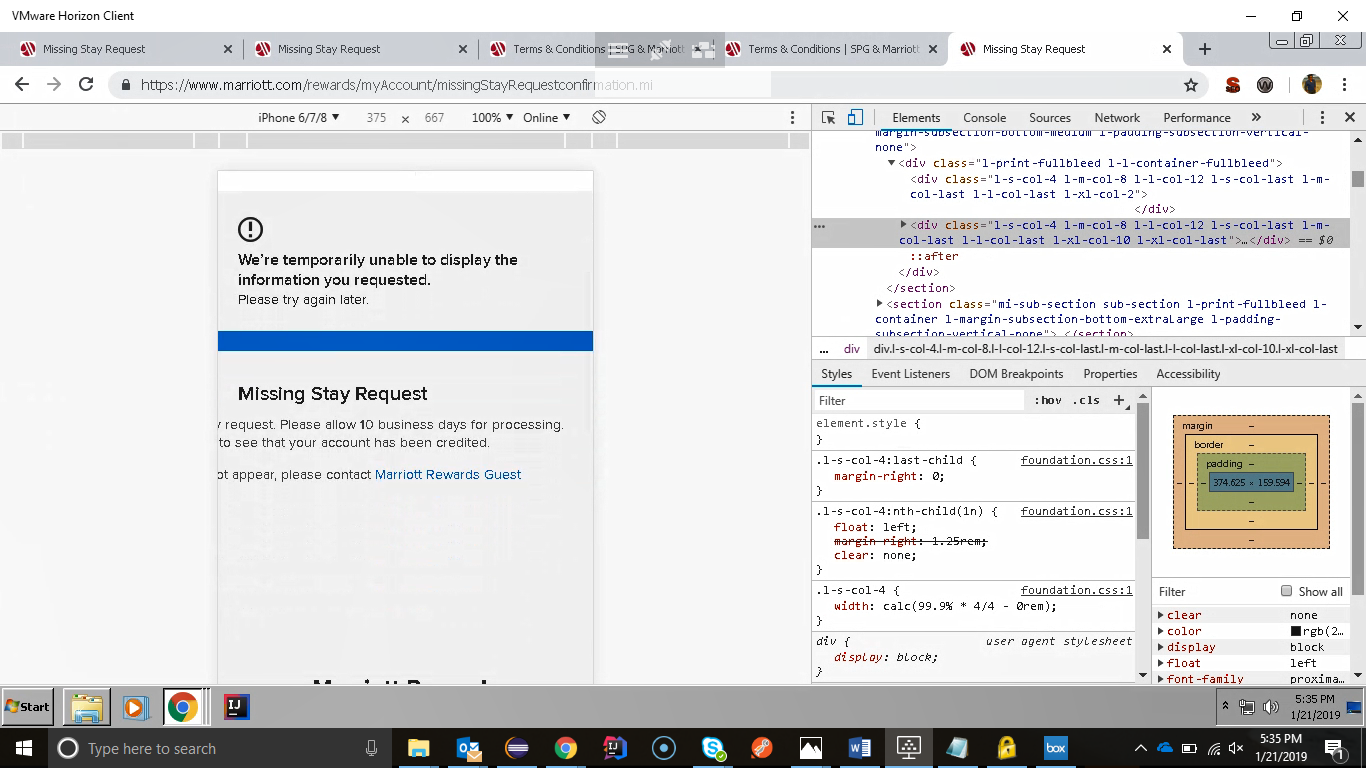 VMware Horizon Client
Missing Stay Request
Missing Stay Request
Terms & Conditions | SPG & Marriott
Terms & Conditions | SPG & Marriott
Missing Stay Request
https://www.marriott.com/rewards/myAccount/missingStayRequestconfirmation.mi
iPhone 6/7/8 ▼ 375 × 667 100% ▼ Online ▼
Elements Console Sources Network Performance »
We're temporarily unable to display the
information you requested.
Please try again later.
Missing Stay Request
request. Please allow 10 business days for processing.
to see that your account has been credited.
ot appear, please contact Marriott Rewards Guest
margin-subsection-bottom-medium l-padding-subsection-vertical-
none">
▼<div class="l-print-fullbleed l-l-container-fullbleed">
<div class="l-s-col-4 l-m-col-8 l-l-col-12 l-s-col-last l-m-
col-last l-l-col-last l-xl-col-2">
</div>
… ▶<div class="l-s-col-4 l-m-col-8 l-l-col-12 l-s-col-last l-m-
col-last l-l-col-last l-xl-col-10 l-xl-col-last">…</div> == $0
::after
</div>
</section>
▶<section class="mi-sub-section sub-section l-print-fullbleed l-
container l-margin-subsection-bottom-extraLarge l-padding-
subsection-vertical-none">…</section>
... div div.l-s-col-4.l-m-col-8.l-l-col-12.l-s-col-last.l-m-col-last.l-l-col-last.l-xl-col-10.l-xl-col-last
Styles Event Listeners DOM Breakpoints Properties Accessibility
Filter :hov .cls +
element.style {
}
.l-s-col-4:last-child { foundation.css:1
margin-right: 0;
}
.l-s-col-4:nth-child(1n) { foundation.css:1
float: left;
margin-right: 1.25rem;
clear: none;
}
.l-s-col-4 { foundation.css:1
width: calc(99.9% * 4/4 - 0rem);
}
div { user agent stylesheet
display: block;
}
margin –
border –
padding –
374.625 × 159.594
Filter Show all
▶ clear none
▶ color rgb(2…
▶ display block
▶ float left
▶ font-family proxima…
Start
5:35 PM
1/21/2019
Type here to search
box
5:35 PM
1/21/2019
1